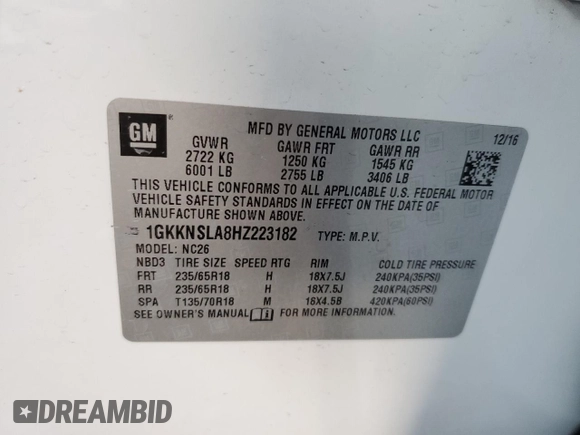 GM
MFD BY GENERAL MOTORS LLC 12/16
GVWR GAWR FRT GAWR RR
2722 KG 1250 KG 1545 KG
6001 LB 2755 LB 3406 LB
THIS VEHICLE CONFORMS TO ALL APPLICABLE U.S. FEDERAL MOTOR
VEHICLE SAFETY STANDARDS IN EFFECT ON THE DATE OF
MANUFACTURE SHOWN ABOVE.
1GKKNSLA8HZ223182 TYPE: M.P.V.
MODEL: NC26
NBD3 TIRE SIZE SPEED RTG RIM COLD TIRE PRESSURE
FRT 235/65R18 H 18X7.5J 240KPA(35PSI)
RR 235/65R18 H 18X7.5J 240KPA(35PSI)
SPA T135/70R18 M 18X4.5B 420KPA(60PSI)
SEE OWNER'S MANUAL FOR MORE INFORMATION.
DREAMBID